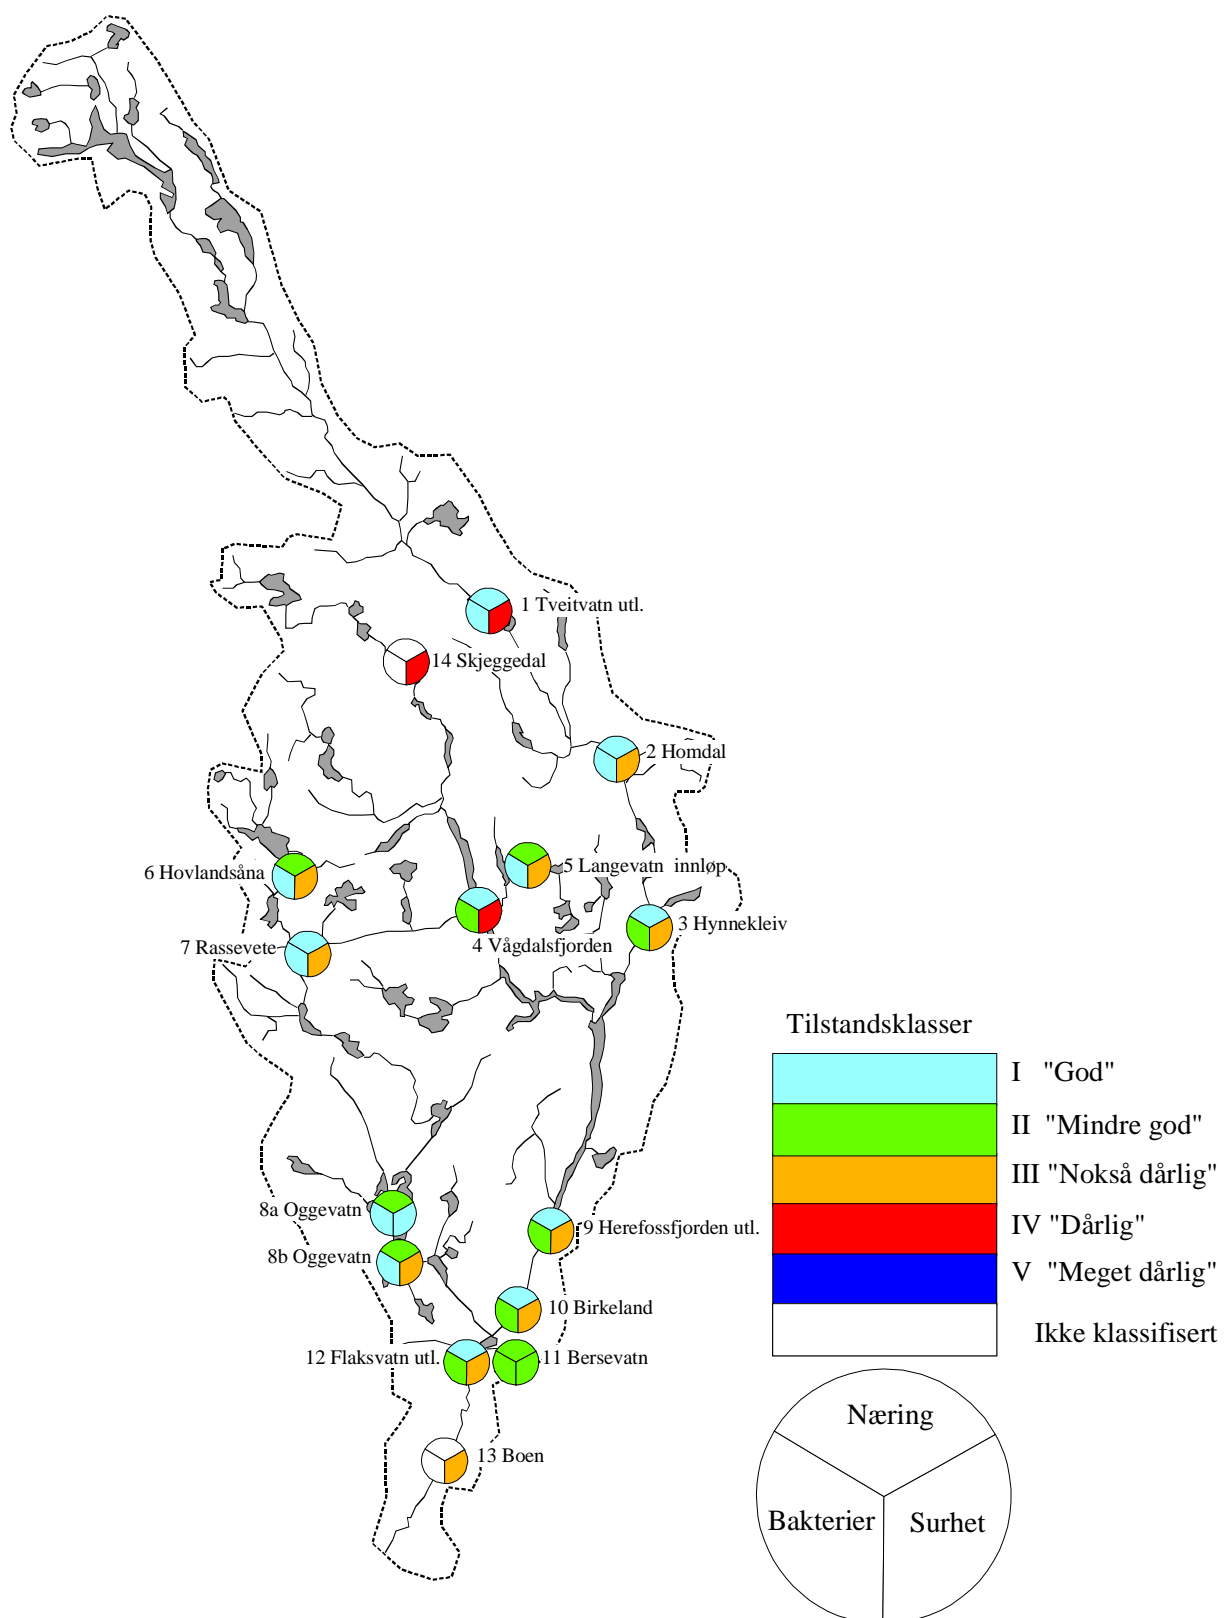 1 Tveitvatn utl.
14 Skjeggedal
2 Homdal
5 Langevatn innløp
6 Hovlandsåna
3 Hynnekleiv
7 Rassevete
4 Vågdalsfjorden
Tilstandsklasser
I "God"
II "Mindre god"
III "Nokså dårlig"
IV "Dårlig"
V "Meget dårlig"
Ikke klassifisert
8a Oggevatn
9 Herefossfjorden utl.
8b Oggevatn
10 Birkeland
12 Flaksvatn utl.
11 Bersevatn
13 Boen
Næring
Bakterier
Surhet